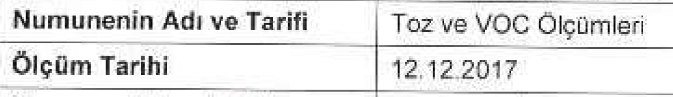 Numunenin Adı ve Tarifi Toz ve VOC Ölçümleri
Ölçüm Tarihi 12.12.2017